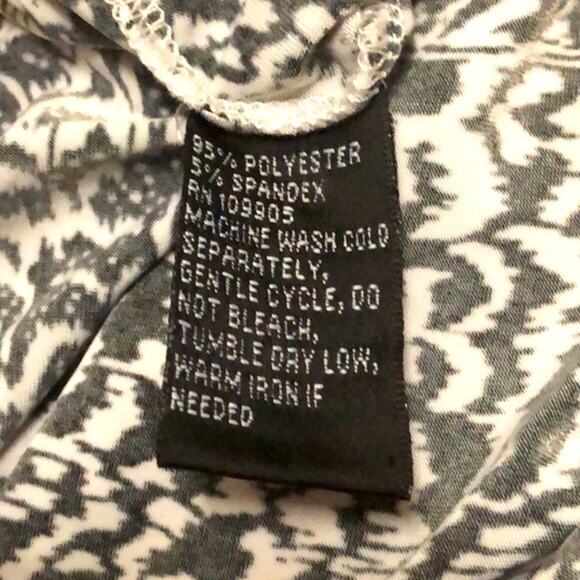 95% POLYESTER
5% SPANDEX
RN 109905
MACHINE WASH COLD
SEPARATELY,
GENTLE CYCLE, DO
NOT BLEACH,
TUMBLE DRY LOW,
WARM IRON IF
NEEDED